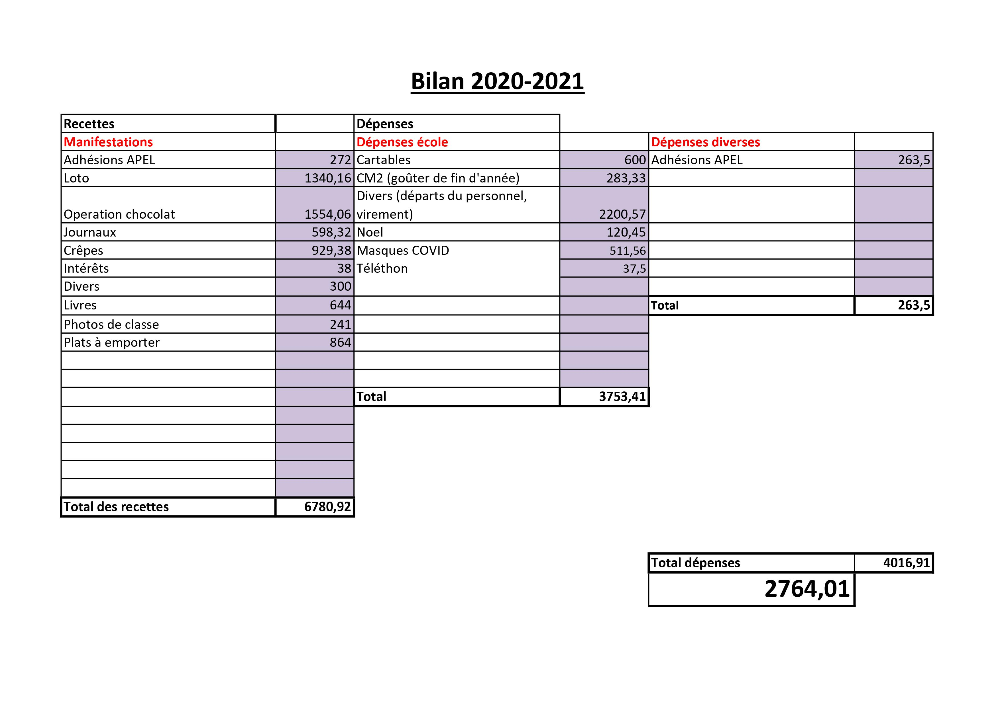 Bilan 2020-2021
Recettes Dépenses
Manifestations Dépenses école Dépenses diverses
Adhésions APEL 272 Cartables 600 Adhésions APEL 263,5
Loto 1340,16 CM2 (goûter de fin d'année) 283,33
Divers (départs du personnel,
Operation chocolat 1554,06 virement) 2200,57
Journaux 598,32 Noel 120,45
Crêpes 929,38 Masques COVID 511,56
Intérêts 38 Téléthon 37,5
Divers 300
Livres 644 Total 263,5
Photos de classe 241
Plats à emporter 864
Total 3753,41
Total des recettes 6780,92
Total dépenses 4016,91
2764,01